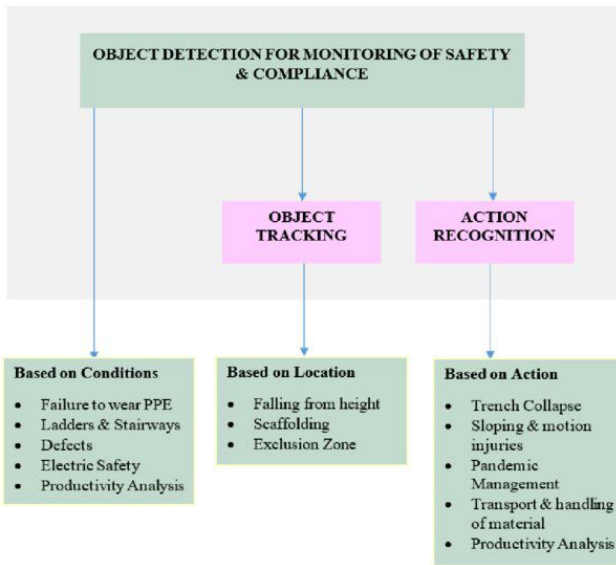 OBJECT DETECTION FOR MONITORING OF SAFETY
& COMPLIANCE
OBJECT
TRACKING
ACTION
RECOGNITION
Based on Conditions
• Failure to wear PPE
• Ladders & Stairways
• Defects
• Electric Safety
• Productivity Analysis
Based on Location
• Falling from height
• Scaffolding
• Exclusion Zone
Based on Action
• Trench Collapse
• Sloping & motion
injuries
• Pandemic
Management
• Transport & handling
of material
• Productivity Analysis